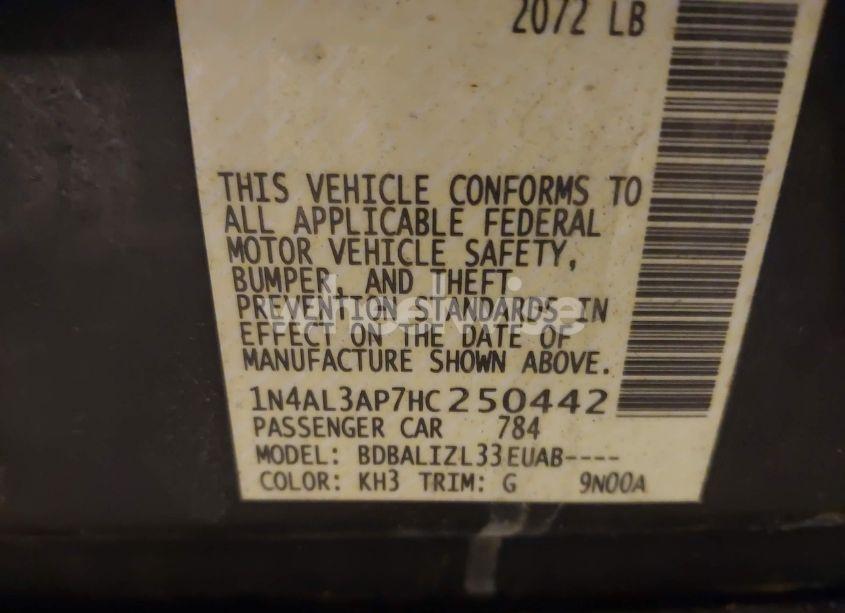 2072 LB
THIS VEHICLE CONFORMS TO
ALL APPLICABLE FEDERAL
MOTOR VEHICLE SAFETY,
BUMPER, AND THEFT
PREVENTION STANDARDS IN
EFFECT ON THE DATE OF
MANUFACTURE SHOWN ABOVE.
1N4AL3AP7HC250442
PASSENGER CAR 784
MODEL: BDBALIZL33EUAB----
COLOR: KH3 TRIM: G 9N00A